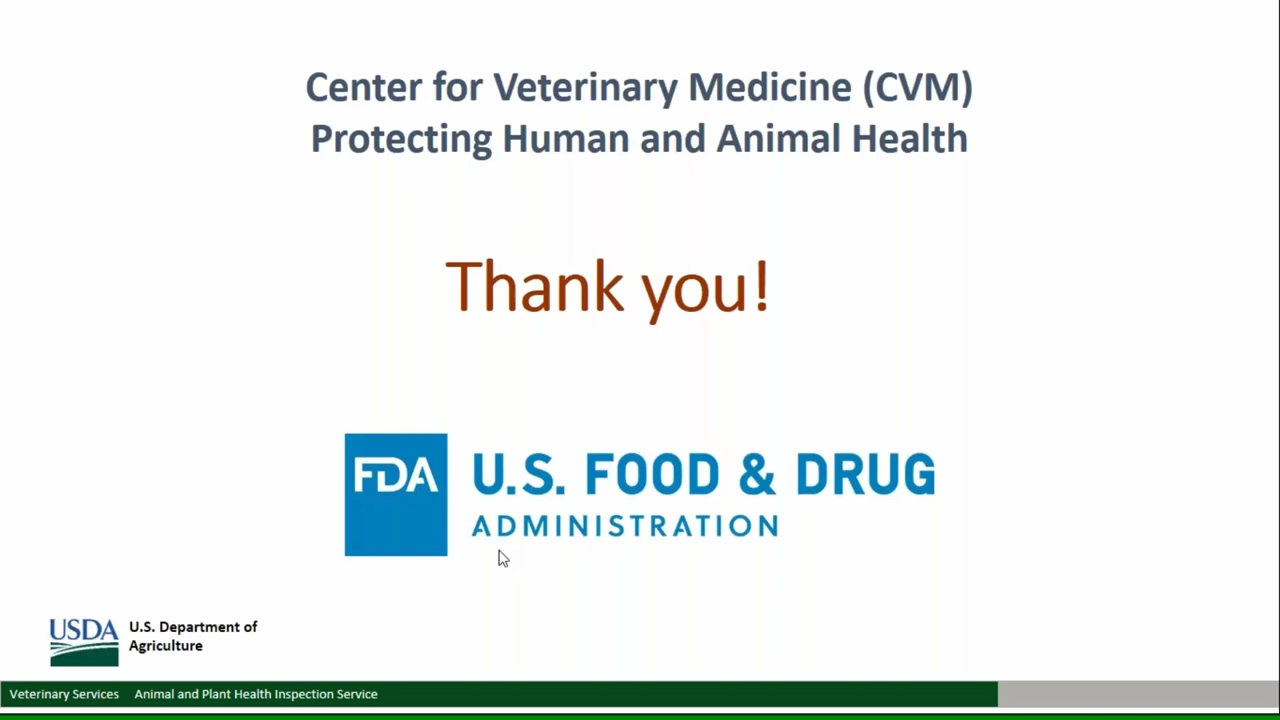 Center for Veterinary Medicine (CVM)
Protecting Human and Animal Health
Thank you!
FDA
U.S. FOOD & DRUG
ADMINISTRATION
USDA
U.S. Department of
Agriculture
Veterinary Services Animal and Plant Health Inspection Service